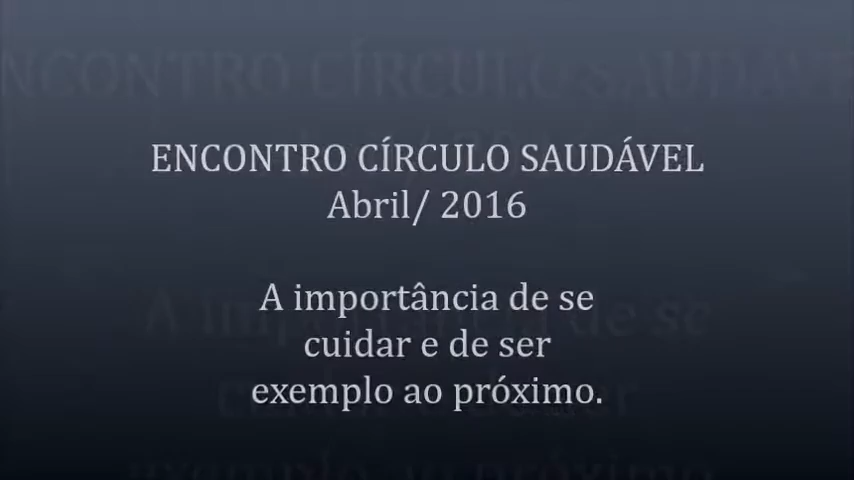 ENCONTRO CÍRCULO SAUDÁVEL
Abril/ 2016
A importância de se
cuidar e de ser
exemplo ao próximo.